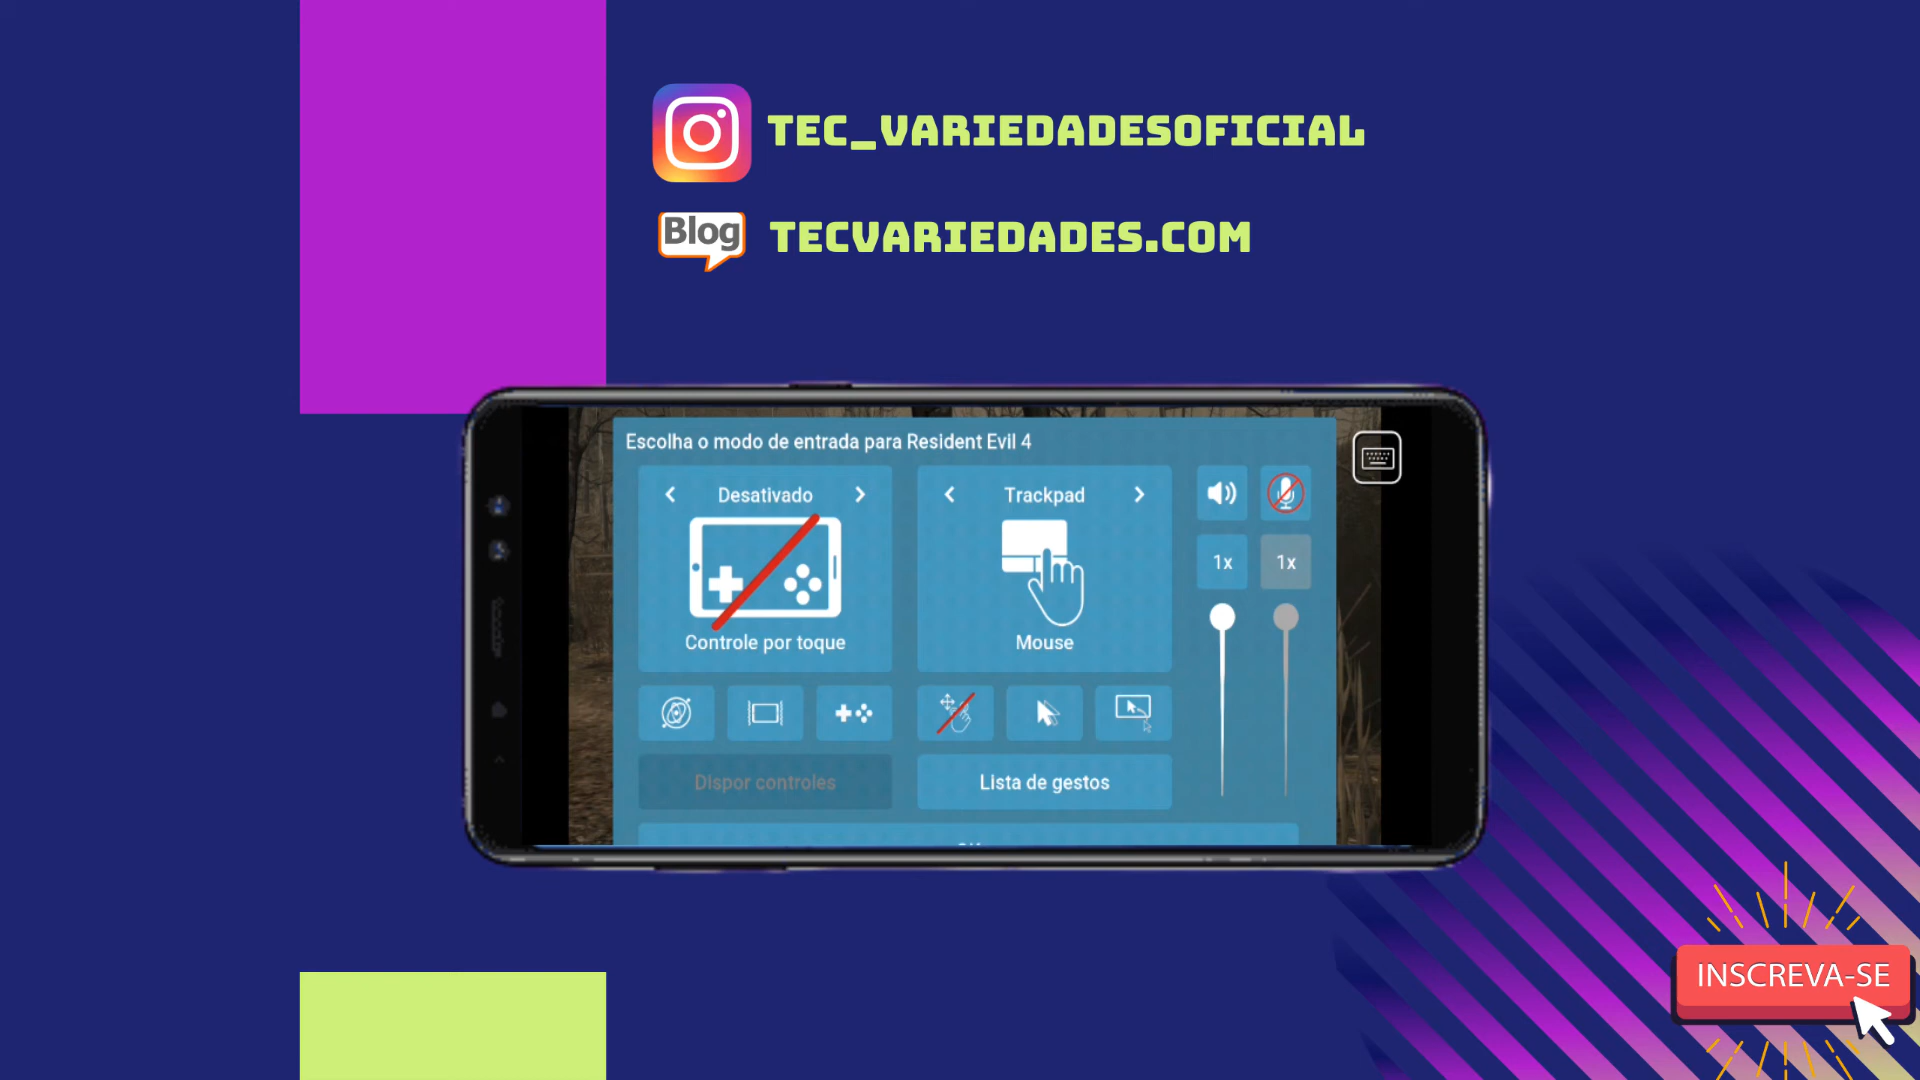 TEC_VARIEDADESOFICIAL
Blog
TECVARIEDADES.COM
Escolha o modo de entrada para Resident Evil 4
Desativado
Trackpad
1x
1x
Controle por toque
Mouse
Dispor controles
Lista de gestos
INSCREVA-SE